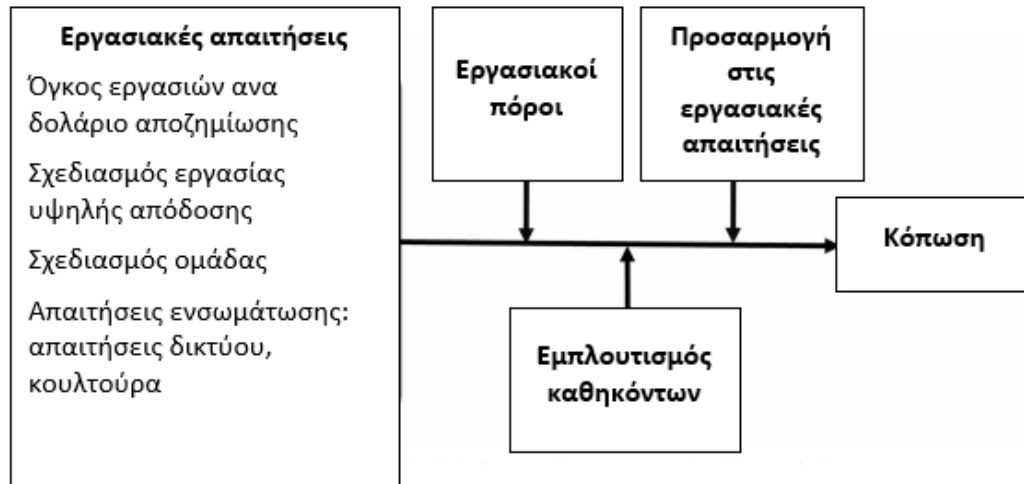 Εργασιακές απαιτήσεις
Όγκος εργασιών ανα
δολάριο αποζημίωσης
Σχεδιασμός εργασίας
υψηλής απόδοσης
Σχεδιασμός ομάδας
Απαιτήσεις ενσωμάτωσης:
απαιτήσεις δικτύου,
κουλτούρα
Εργασιακοί
πόροι
Προσαρμογή
στις
εργασιακές
απαιτήσεις
Κόπωση
Εμπλουτισμός
καθηκόντων